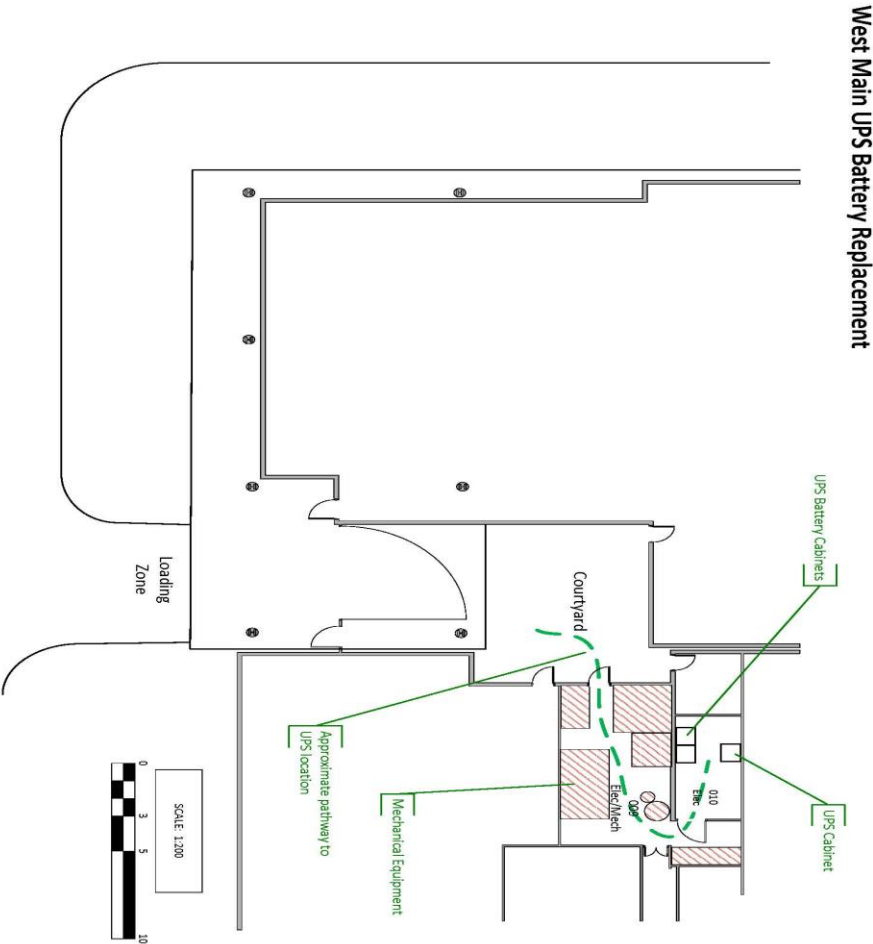 West Main UPS Battery Replacement
UPS Battery Cabinets
UPS Cabinet
Courtyard
010
Elec
009
Elec/Mech
Loading
Zone
Approximate pathway to
UPS location
Mechanical Equipment
SCALE: 1:200
0
3
5
10